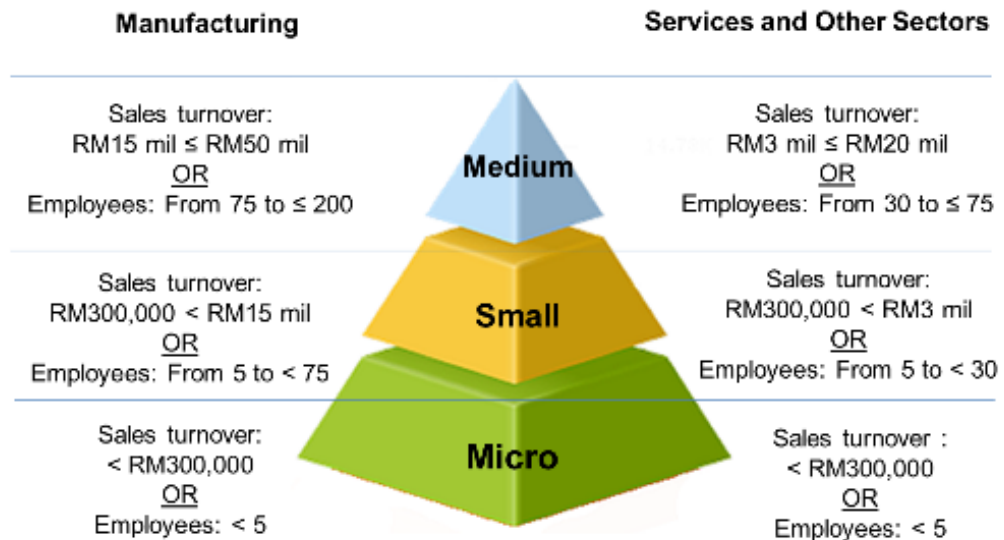 Manufacturing
Services and Other Sectors
Sales turnover:
RM15 mil ≤ RM50 mil
OR
Employees: From 75 to ≤ 200
Medium
Sales turnover:
RM3 mil ≤ RM20 mil
OR
Employees: From 30 to ≤ 75
Sales turnover:
RM300,000 < RM15 mil
OR
Employees: From 5 to < 75
Small
Sales turnover:
RM300,000 < RM3 mil
OR
Employees: From 5 to < 30
Sales turnover:
< RM300,000
OR
Employees: < 5
Micro
Sales turnover :
< RM300,000
OR
Employees: < 5